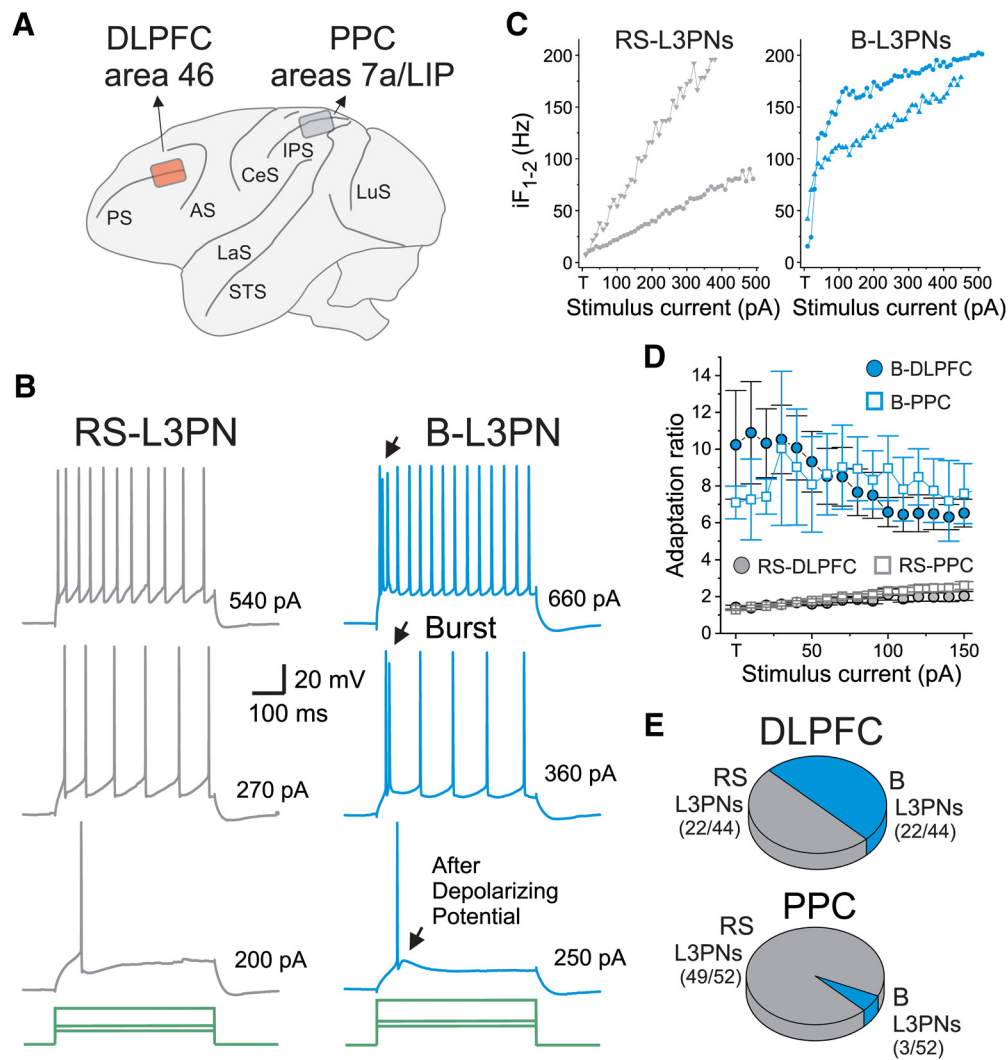 A
DLPFC
area 46
PPC
areas 7a/LIP
IPS
CeS
LuS
PS
AS
LaS
STS
B
RS-L3PN
B-L3PN
540 pA
660 pA
Burst
20 mV
100 ms
270 pA
360 pA
After
Depolarizing
Potential
200 pA
250 pA
C
RS-L3PNs
B-L3PNs
iF1-2 (Hz)
200
150
100
50
0
T
100
200
300
400
500
Stimulus current (pA)
200
150
100
50
0
T
100
200
300
400
500
Stimulus current (pA)
D
B-DLPFC
B-PPC
RS-DLPFC
RS-PPC
Adaptation ratio
14
12
10
8
6
4
2
0
T
50
100
150
Stimulus current (pA)
E
DLPFC
RS
L3PNs
(22/44)
B
L3PNs
(22/44)
PPC
RS
L3PNs
(49/52)
B
L3PNs
(3/52)